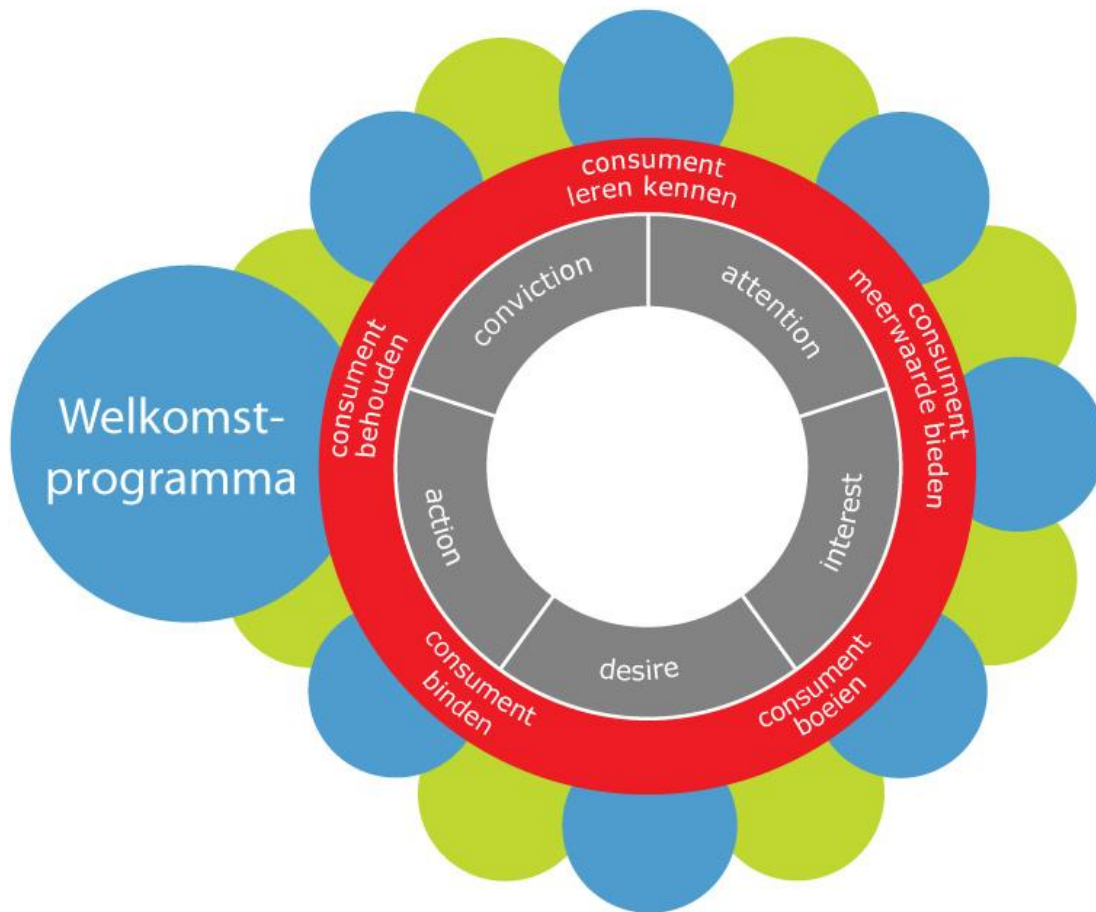 Welkomst-
programma
consument
leren kennen
consument
meerwaarde bieden
consument
boeien
consument
binden
consument
behouden
attention
interest
desire
action
conviction